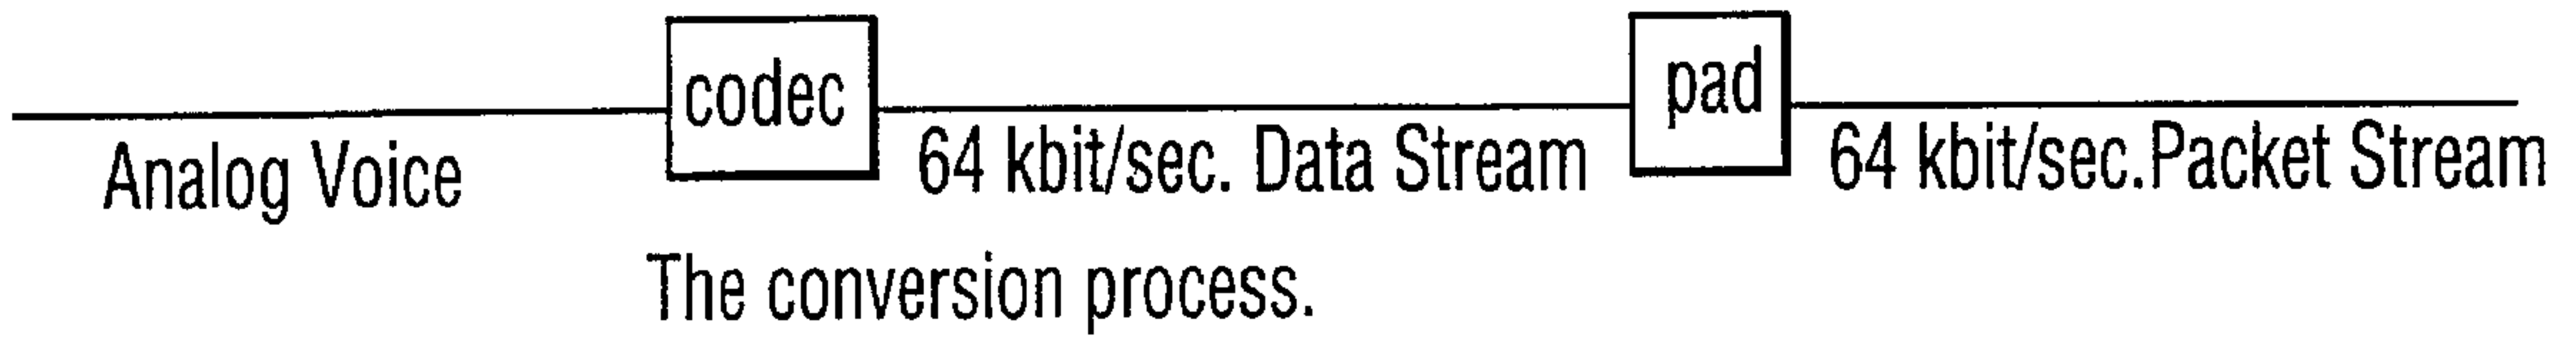 codec
pad
Analog Voice
64 kbit/sec. Data Stream
64 kbit/sec.Packet Stream
The conversion process.